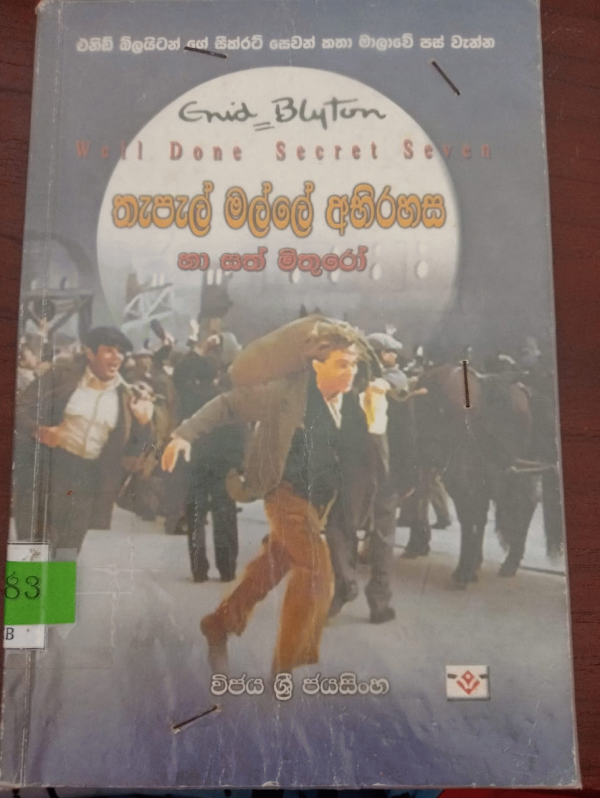 එනිඩ් බ්ලයිටන් ගේ සීක්රට් සෙවන් කතා මාලාවේ පස් වැන්න
Enid Blyton
Well Done Secret Seven
තැපැල් මල්ලේ අභිරහස
හා සත් මිතුරෝ
83
B
විජය ශ්‍රී ජයසිංහ